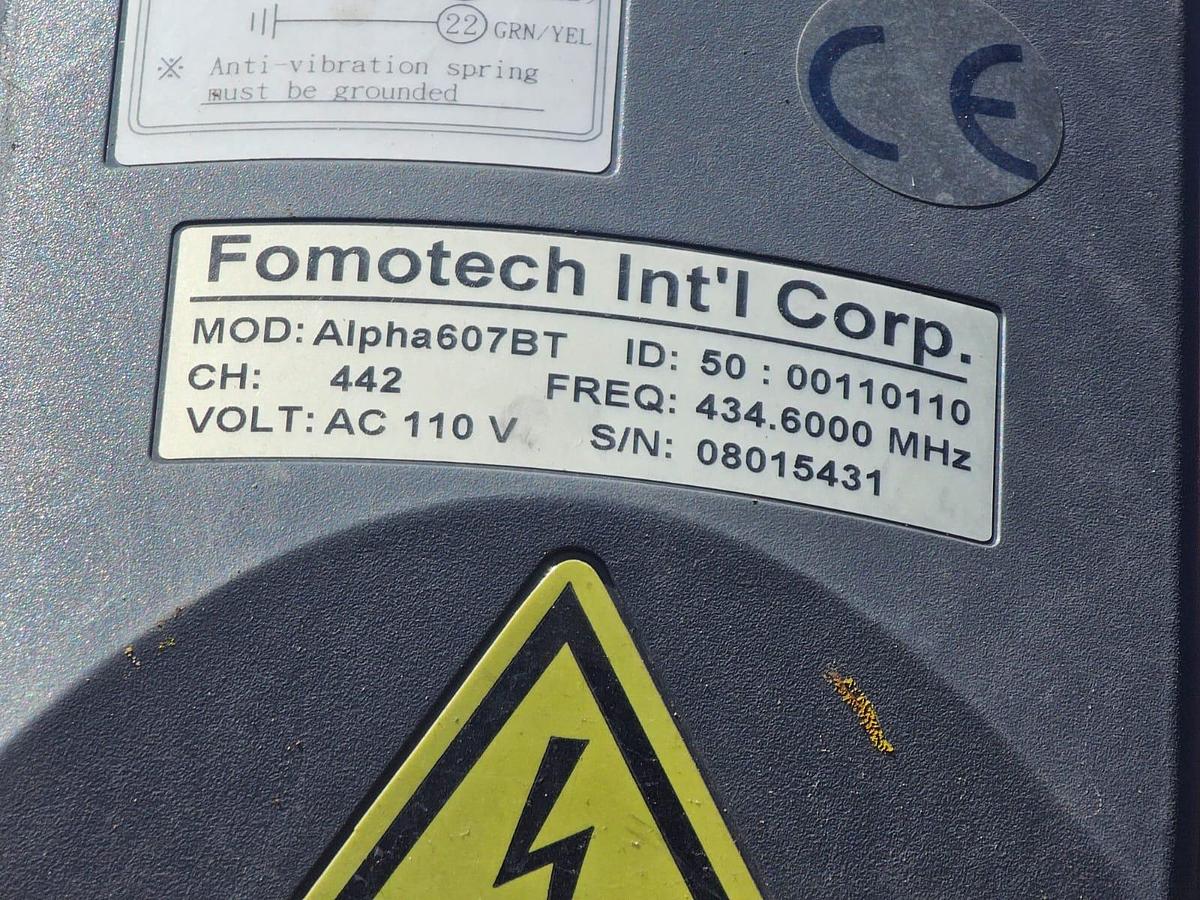 22 GRN/YEL
※ Anti-vibration spring
must be grounded
CE
Fomotech Int'l Corp.
MOD: Alpha607BT ID: 50 : 00110110
CH: 442 FREQ: 434.6000 MHz
VOLT: AC 110 V S/N: 08015431